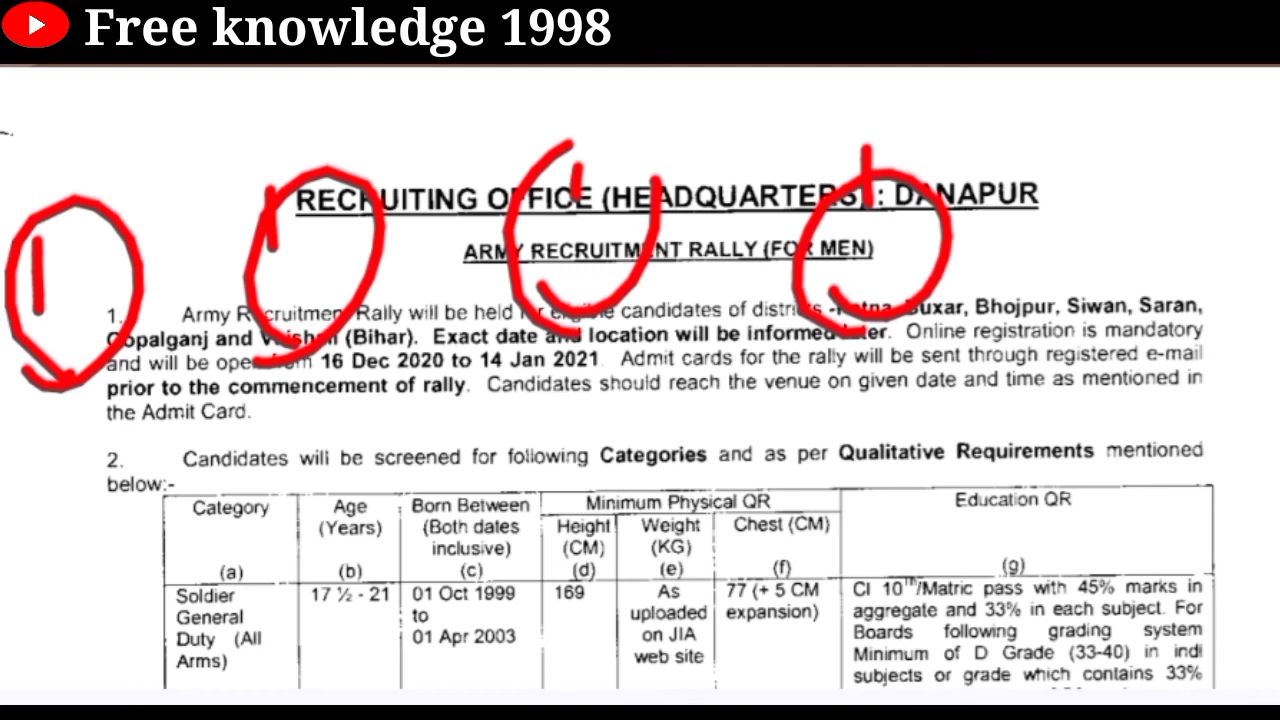 Free knowledge 1998
RECRUITING OFFICE (HEADQUARTERS) : DANAPUR
ARMY RECRUITMENT RALLY (FOR MEN)
1. Army Recruitment Rally will be held for eligible candidates of districts -Patna, Buxar, Bhojpur, Siwan, Saran,
Gopalganj and Vaishali (Bihar). Exact date and location will be informed later. Online registration is mandatory
and will be open from 16 Dec 2020 to 14 Jan 2021. Admit cards for the rally will be sent through registered e-mail
prior to the commencement of rally. Candidates should reach the venue on given date and time as mentioned in
the Admit Card.
2. Candidates will be screened for following Categories and as per Qualitative Requirements mentioned
below:-
Category Age Born Between Minimum Physical QR Education QR
(Years) (Both dates Height Weight Chest (CM)
inclusive) (CM) (KG)
(a) (b) (c) (d) (e) (f) (g)
Soldier 17 ½ - 21 01 Oct 1999 169 As 77 (+ 5 CM Cl 10th/Matric pass with 45% marks in
General to uploaded expansion) aggregate and 33% in each subject. For
Duty (All 01 Apr 2003 on JIA Boards following grading system
Arms) web site Minimum of D Grade (33-40) in indl
subjects or grade which contains 33%